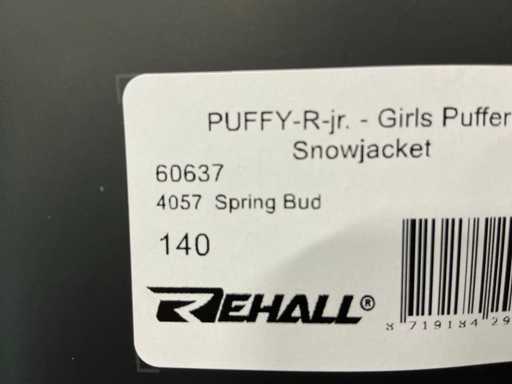 PUFFY-R-jr. - Girls Puffer
Snowjacket
60637
4057 Spring Bud
140
REHALL®
8 719184 29